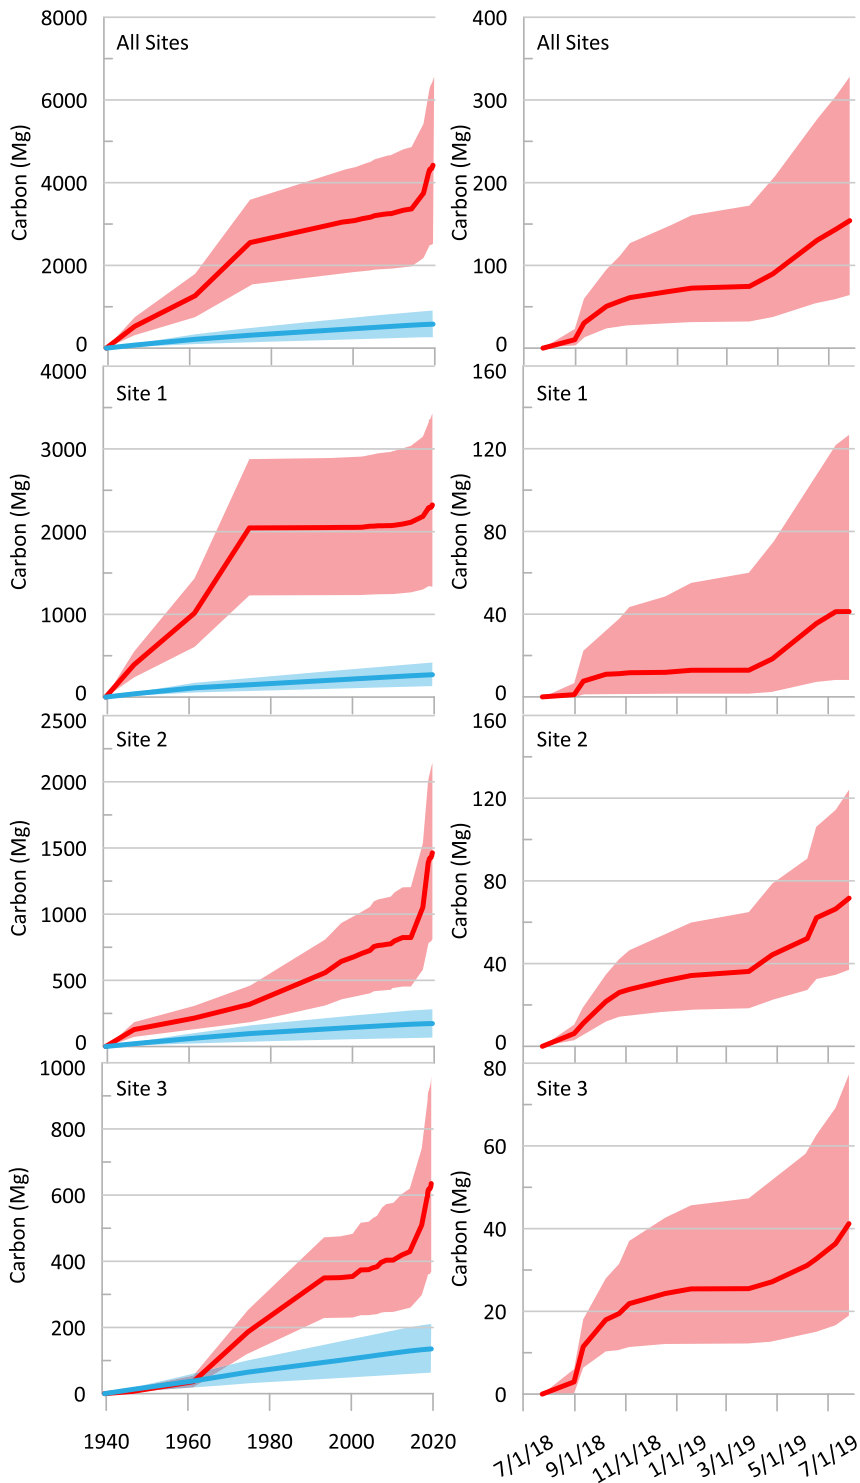 8000
All Sites
6000
4000
2000
0
Carbon (Mg)
400
All Sites
300
200
100
0
Carbon (Mg)
4000
Site 1
3000
2000
1000
0
Carbon (Mg)
160
Site 1
120
80
40
0
Carbon (Mg)
2500
Site 2
2000
1500
1000
500
0
Carbon (Mg)
160
Site 2
120
80
40
0
Carbon (Mg)
1000
Site 3
800
600
400
200
0
Carbon (Mg)
1940 1960 1980 2000 2020
80
Site 3
60
40
20
0
Carbon (Mg)
7/1/18 9/1/18 11/1/18 1/1/19 3/1/19 5/1/19 7/1/19